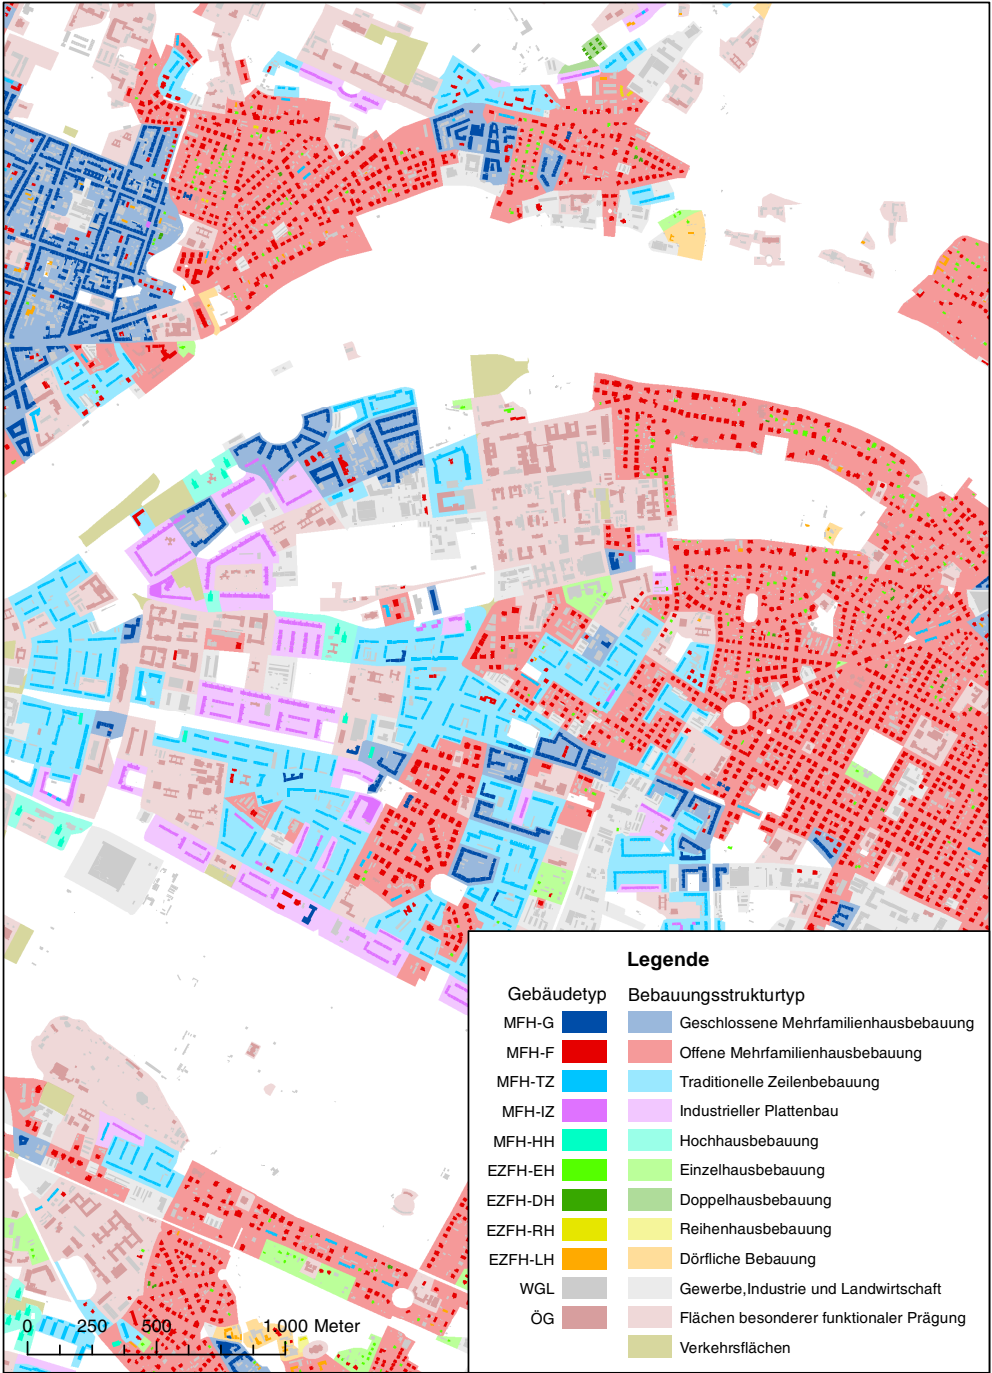 Legende
Gebäudetyp Bebauungsstrukturtyp
MFH-G Geschlossene Mehrfamilienhausbebauung
MFH-F Offene Mehrfamilienhausbebauung
MFH-TZ Traditionelle Zeilenbebauung
MFH-IZ Industrieller Plattenbau
MFH-HH Hochhausbebauung
EZFH-EH Einzelhausbebauung
EZFH-DH Doppelhausbebauung
EZFH-RH Reihenhausbebauung
EZFH-LH Dörfliche Bebauung
WGL Gewerbe,Industrie und Landwirtschaft
ÖG Flächen besonderer funktionaler Prägung
Verkehrsflächen
0 250 500 1.000 Meter